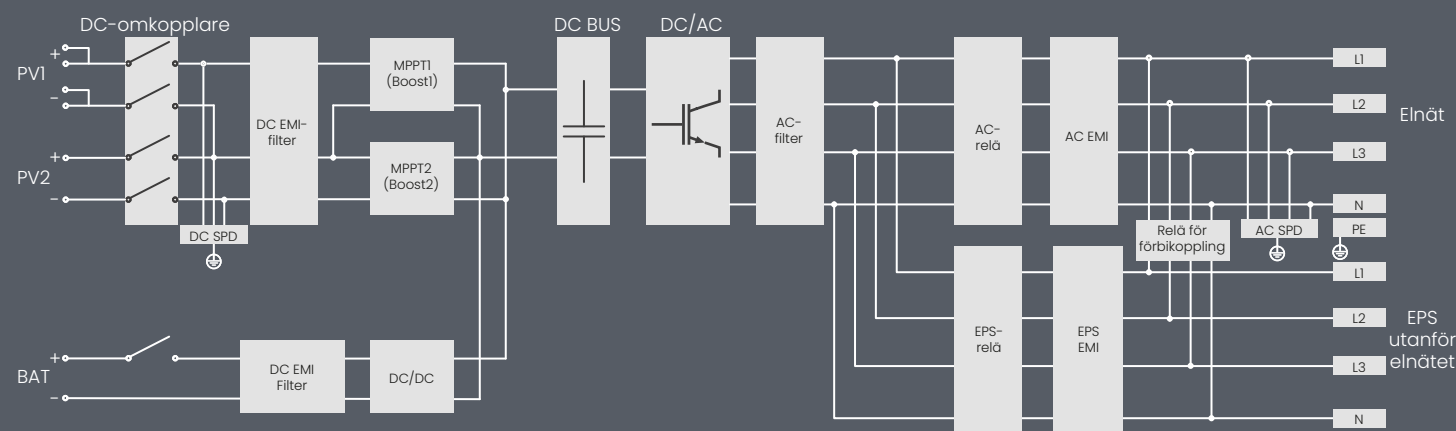 DC-omkopplare
DC BUS
DC/AC
PV1
+
−
PV2
+
−
DC EMI-
filter
MPPT1
(Boost1)
MPPT2
(Boost2)
DC SPD
AC-
filter
AC-
relä
AC EMI
L1
L2
L3
N
PE
Elnät
Relä för
förbikoppling
AC SPD
BAT
+
−
DC EMI
Filter
DC/DC
EPS-
relä
EPS
EMI
L1
L2
L3
N
EPS
utanför
elnätet